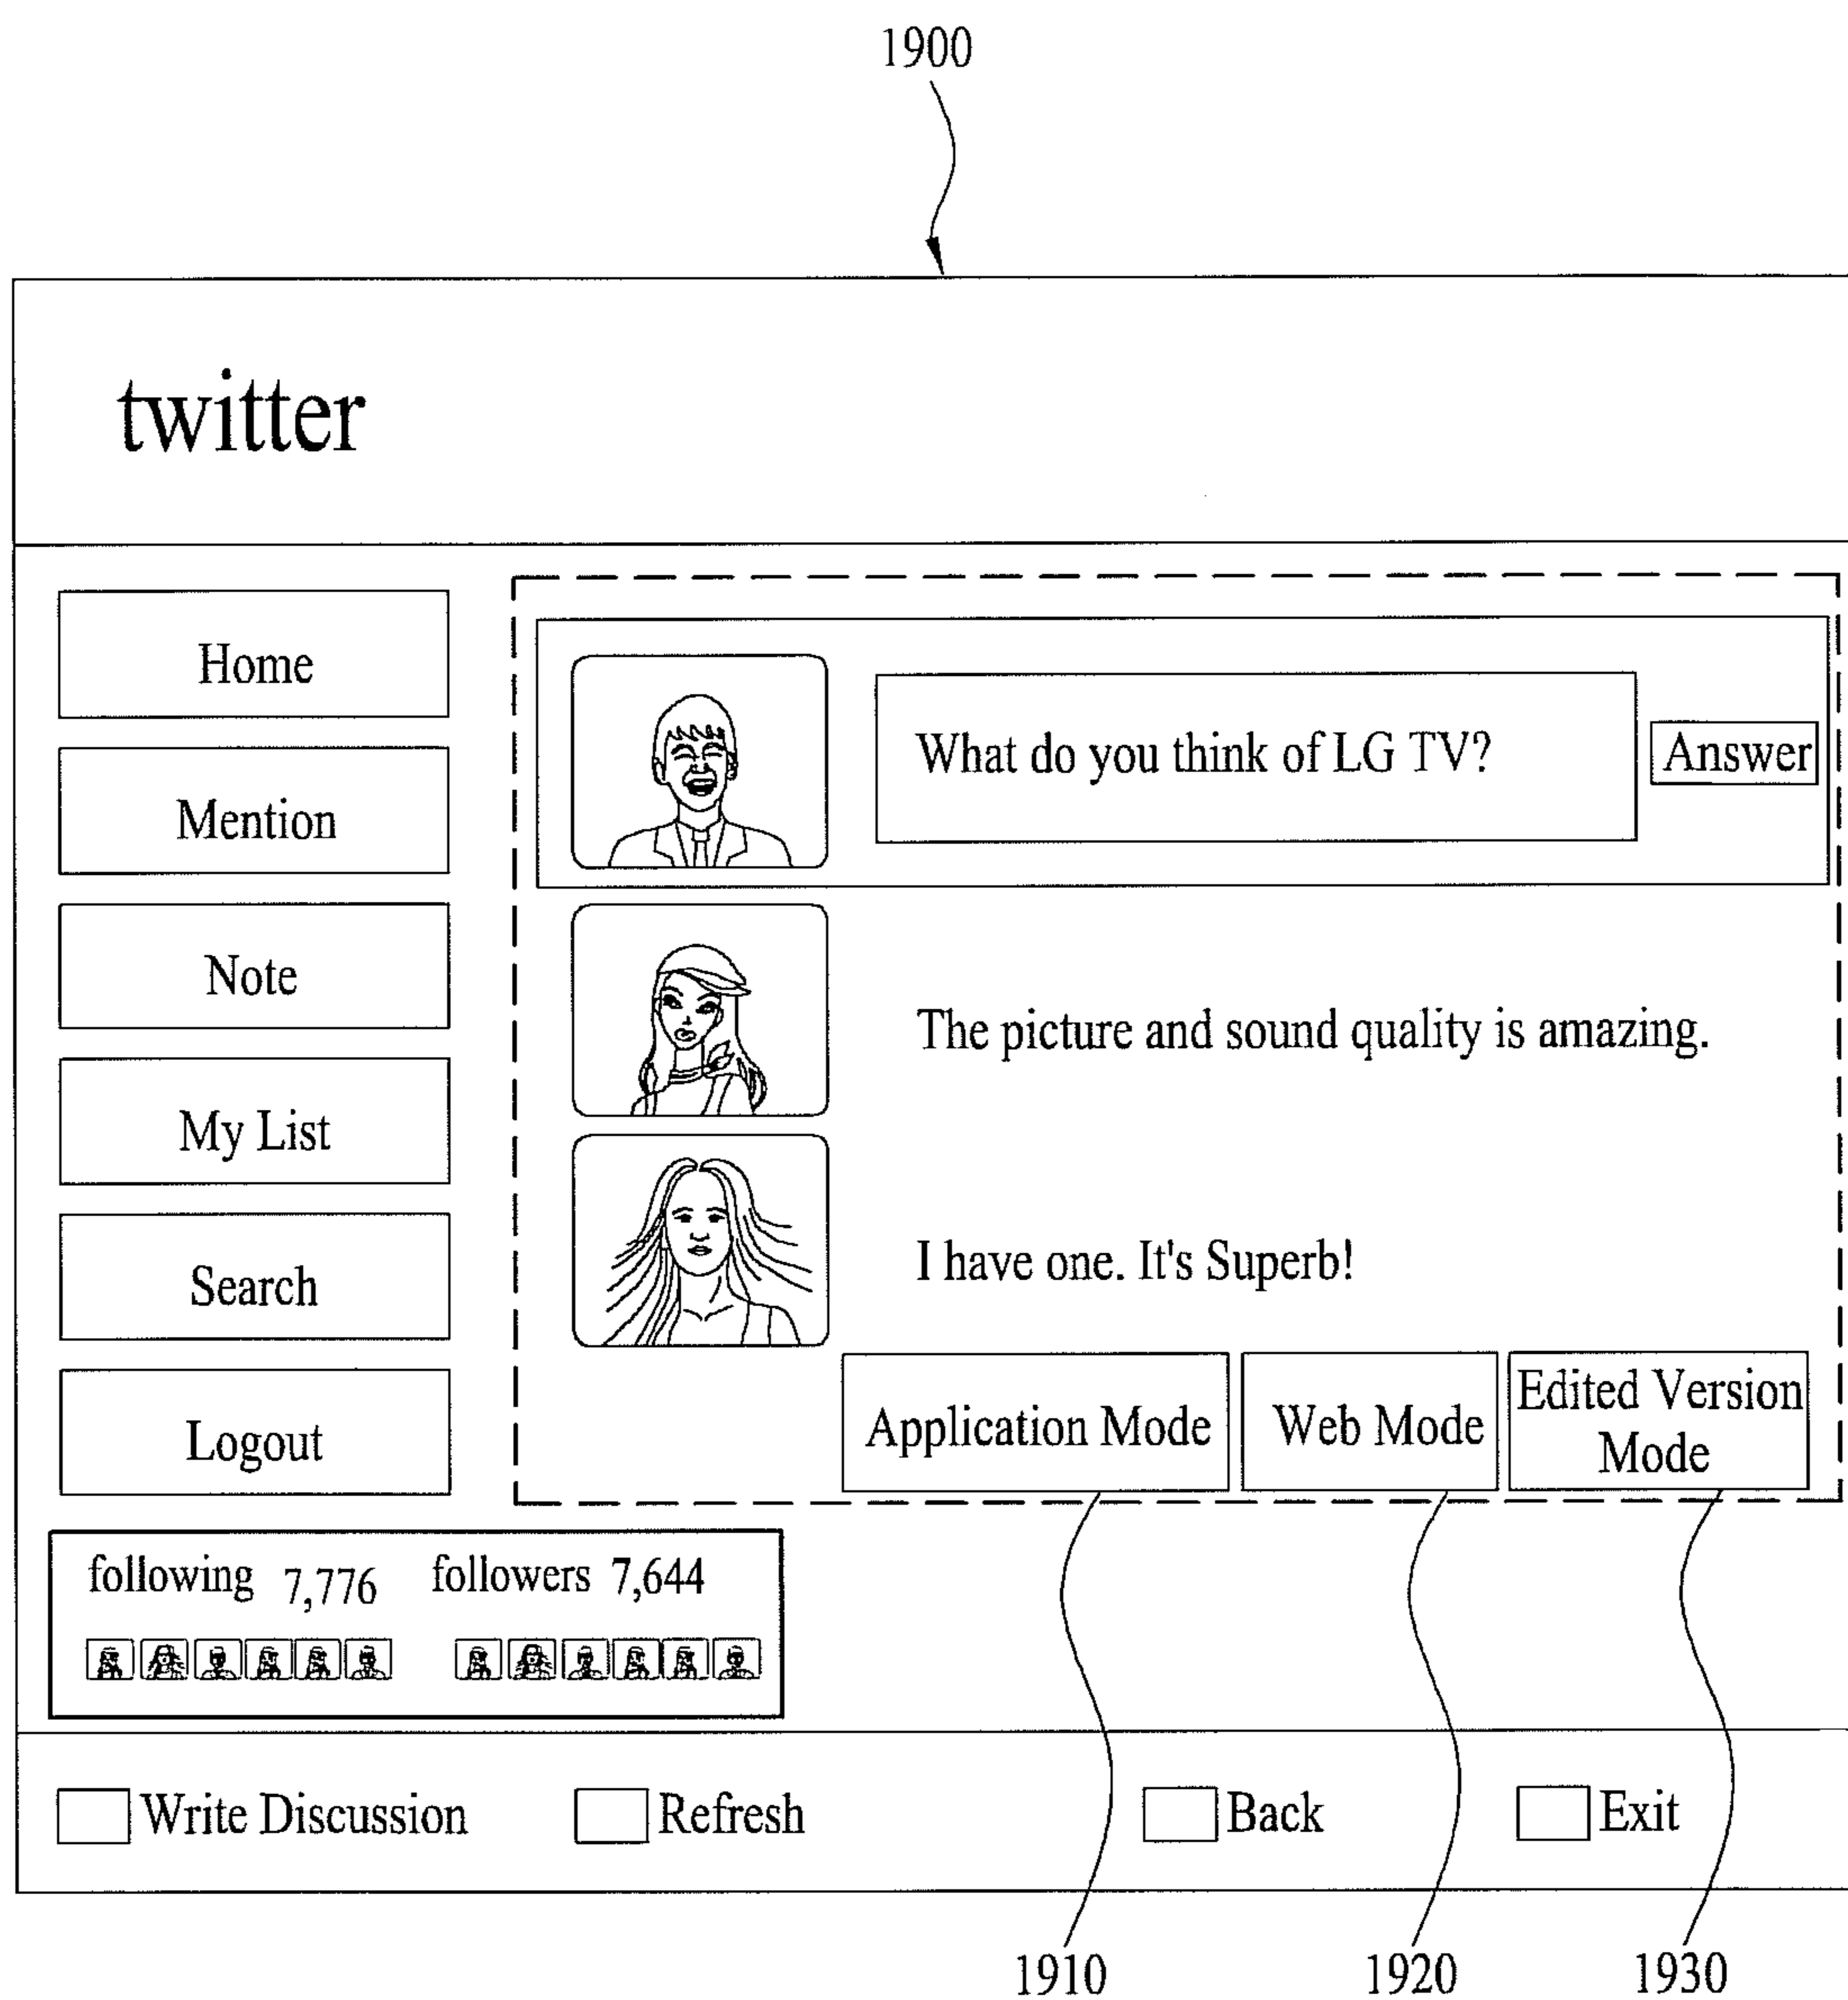 1900
twitter
Home
Mention
Note
My List
Search
Logout
What do you think of LG TV?
Answer
The picture and sound quality is amazing.
I have one. It's Superb!
Application Mode
Web Mode
Edited Version
Mode
following 7,776 followers 7,644
Write Discussion Refresh Back Exit
1910 1920 1930